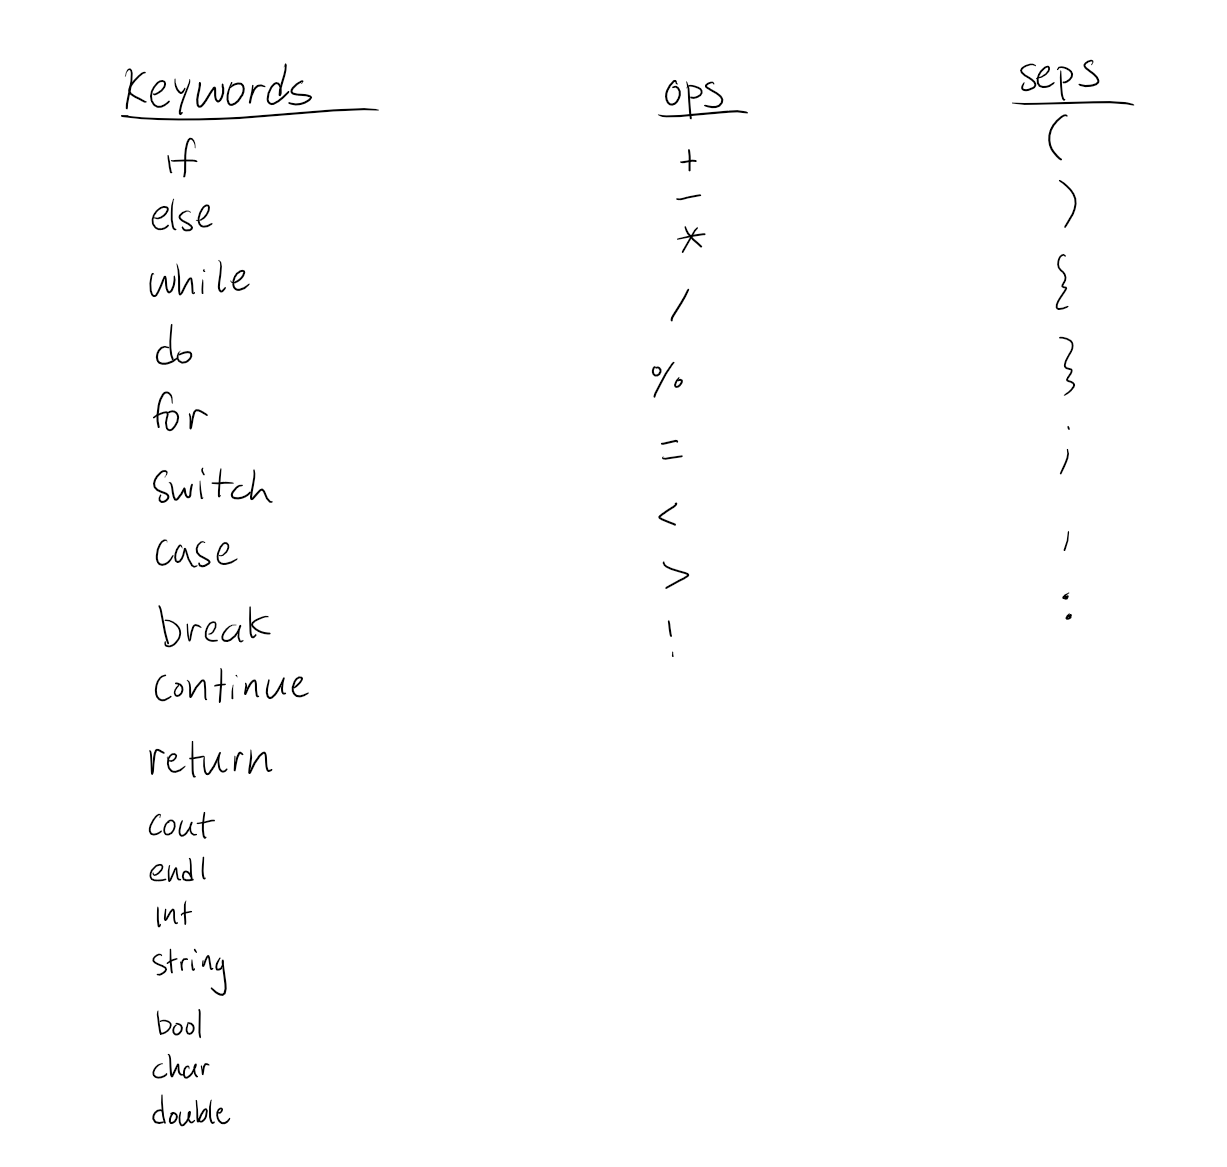 Keywords
if
else
while
do
for
switch
case
break
continue
return
cout
endl
int
string
bool
char
double
ops
+
-
*
/
%
=
<
>
!
seps
(
)
{
}
;
,
: